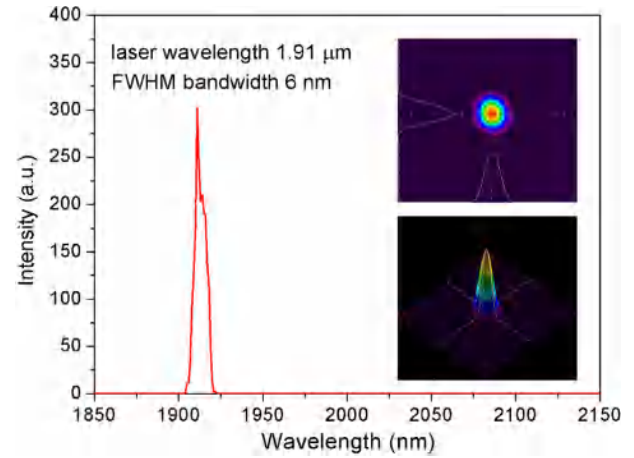 400
350
300
250
200
150
100
50
0
Intensity (a.u.)
laser wavelength 1.91 μm
FWHM bandwidth 6 nm
1850 1900 1950 2000 2050 2100 2150
Wavelength (nm)